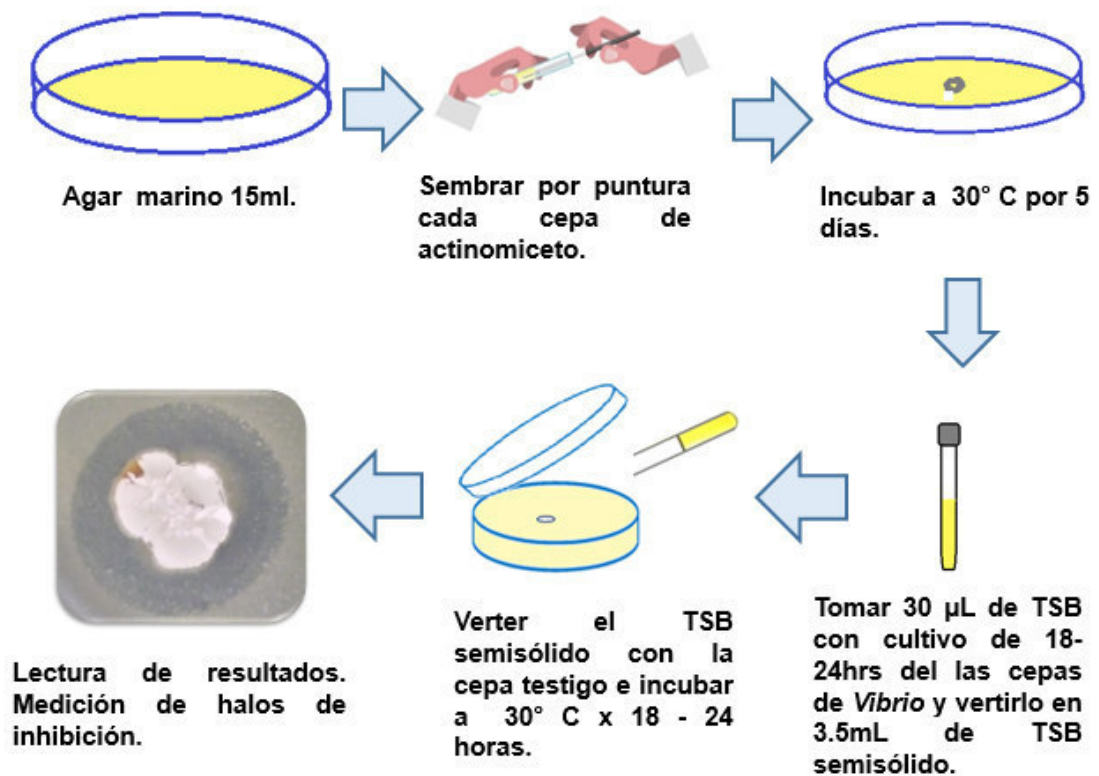 Agar marino 15ml.
Sembrar por puntura
cada cepa de
actinomiceto.
Incubar a 30° C por 5
días.
Tomar 30 µL de TSB
con cultivo de 18-
24hrs del las cepas
de Vibrio y vertirlo en
3.5mL de TSB
semisólido.
Verter el TSB
semisólido con la
cepa testigo e incubar
a 30° C x 18 - 24
horas.
Lectura de resultados.
Medición de halos de
inhibición.